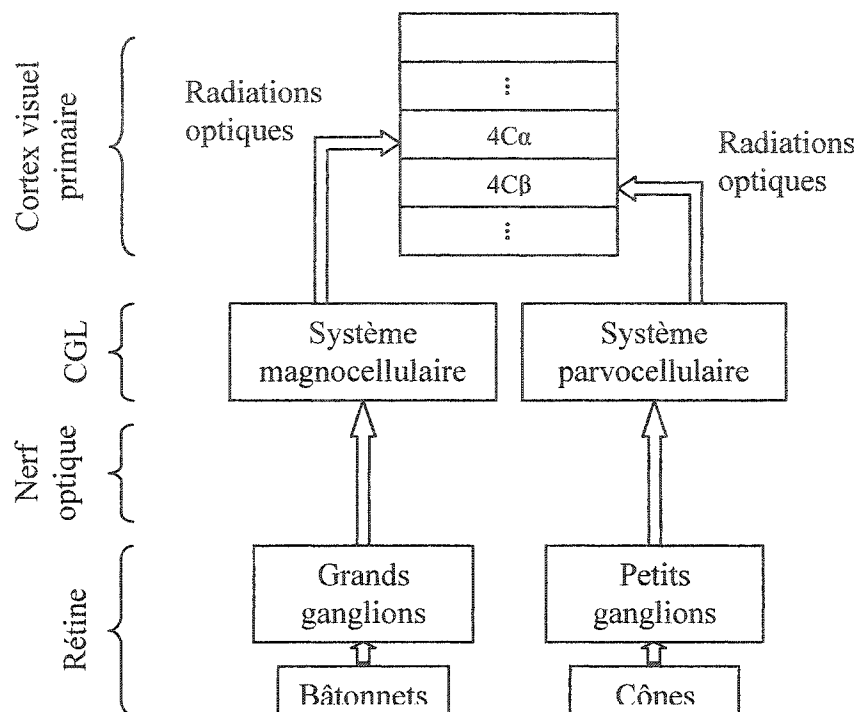 Cortex visuel
primaire
Radiations
optiques
⋮
4Cα
4Cβ
⋮
Radiations
optiques
CGL
Système
magnocellulaire
Système
parvocellulaire
Nerf
optique
Rétine
Grands
ganglions
Petits
ganglions
Bâtonnets
Cônes